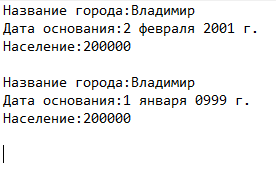 Название города:Владимир
Дата основания:2 февраля 2001 г.
Население:200000
Название города:Владимир
Дата основания:1 января 0999 г.
Население:200000